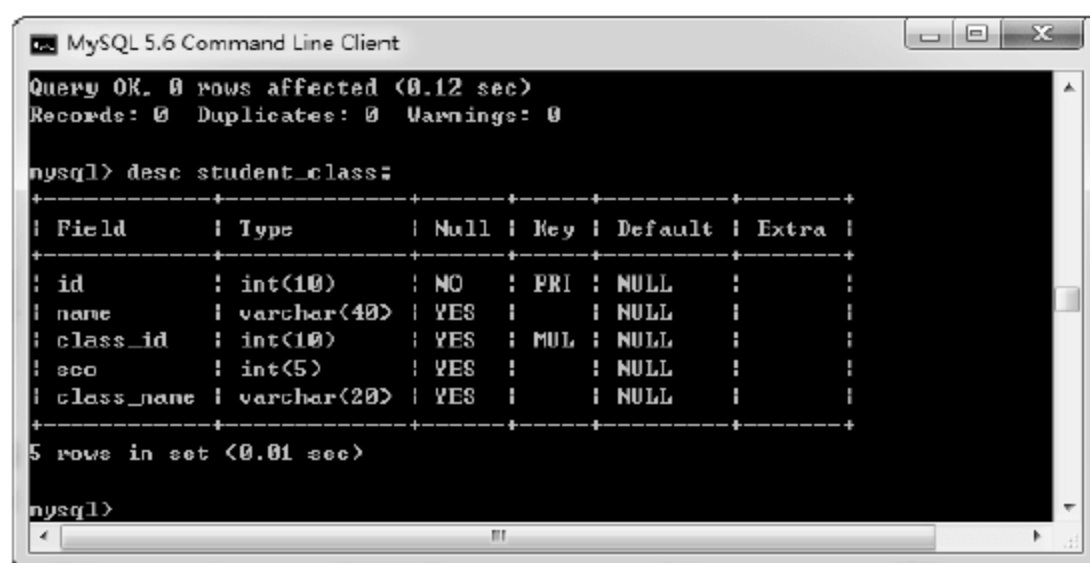 MySQL 5.6 Command Line Client
Query OK, 0 rows affected (0.12 sec)
Records: 0  Duplicates: 0  Warnings: 0
mysql> desc student_class;
+-------------+-------------+------+-----+---------+-------+
| Field | Type | Null | Key | Default | Extra |
+-------------+-------------+------+-----+---------+-------+
| id | int(10) | NO | PRI | NULL | |
| name | varchar(40) | YES | | NULL | |
| class_id | int(10) | YES | MUL | NULL | |
| sco | int(5) | YES | | NULL | |
| class_name | varchar(20) | YES | | NULL | |
+-------------+-------------+------+-----+---------+-------+
5 rows in set (0.01 sec)
mysql>